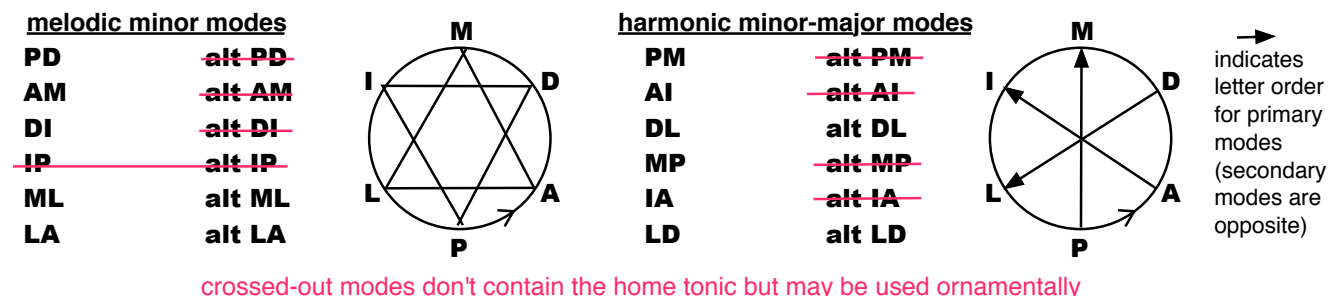 melodic minor modes
PD alt PD
AM alt AM
DI alt DI
IP alt IP
ML alt ML
LA alt LA
M
I D
L A
P
harmonic minor-major modes
PM alt PM
AI alt AI
DL alt DL
MP alt MP
IA alt IA
LD alt LD
M
I D
L A
P
indicates
letter order
for primary
modes
(secondary
modes are
opposite)
crossed-out modes don't contain the home tonic but may be used ornamentally